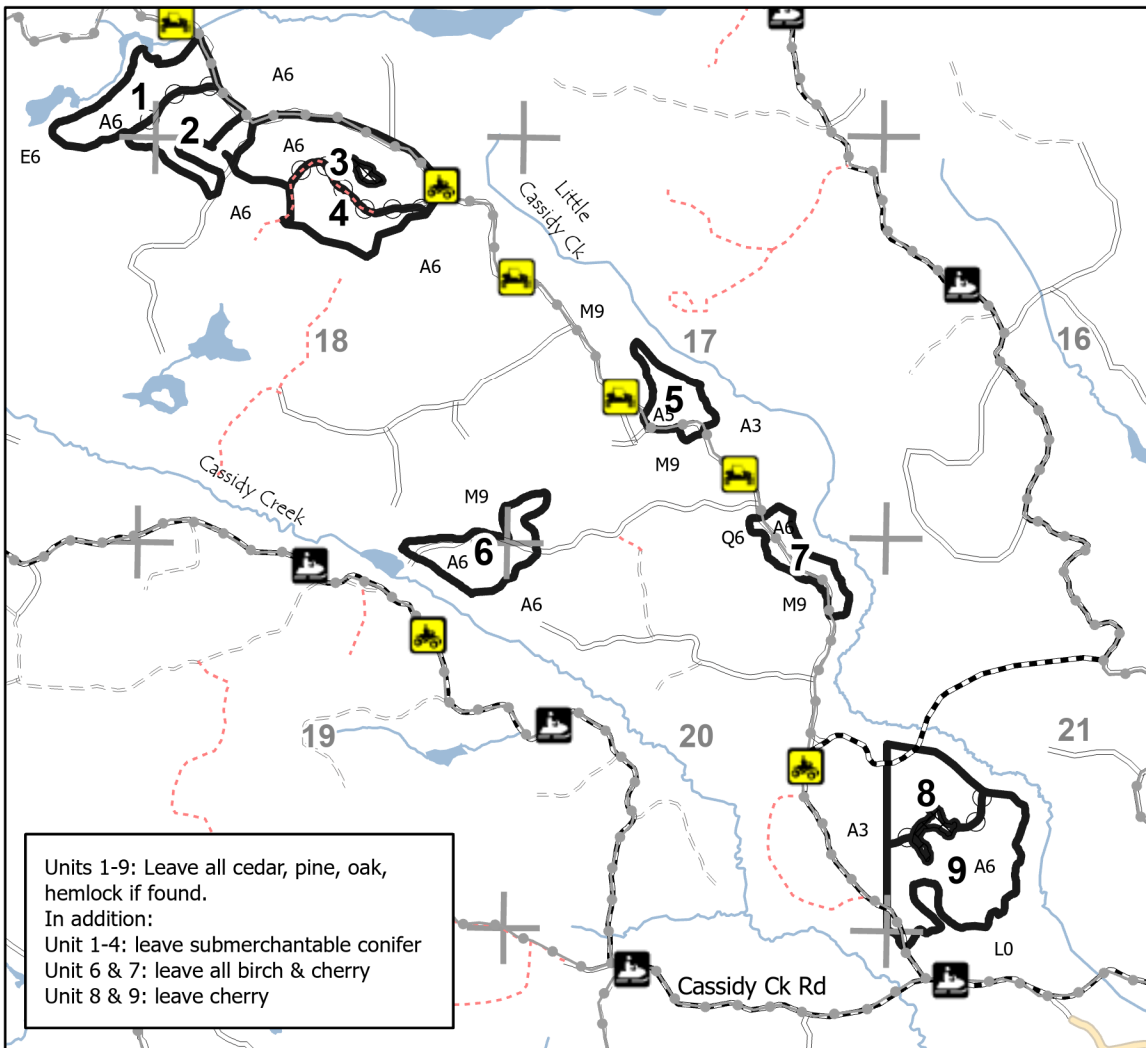 A6
1
A6
2
A6
E6
3
A6
4
A6
Little
Cassidy Ck
M9
18
17
16
5
A5
A3
M9
Cassidy Creek
M9
6
A6
A6
Q6
A6
7
M9
19
20
21
8
A3
9
A6
L0
Cassidy Ck Rd
Units 1-9: Leave all cedar, pine, oak,
hemlock if found.
In addition:
Unit 1-4: leave submerchantable conifer
Unit 6 & 7: leave all birch & cherry
Unit 8 & 9: leave cherry